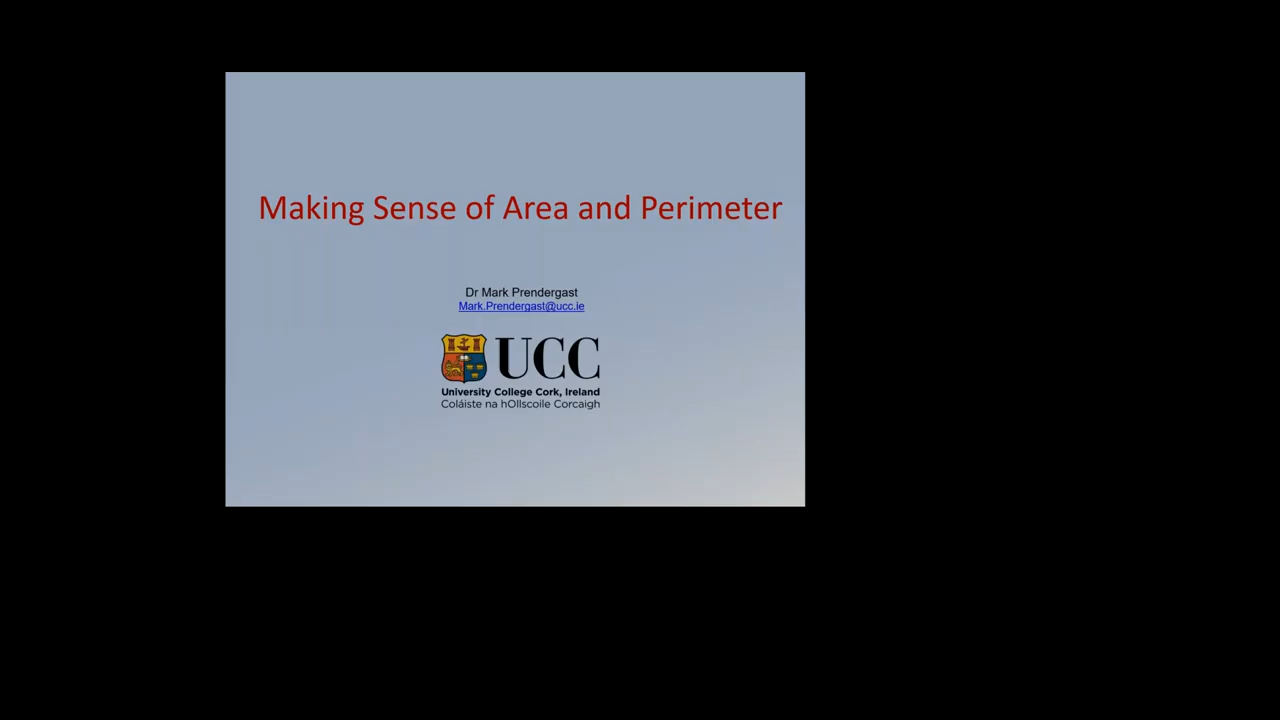 Making Sense of Area and Perimeter
Dr Mark Prendergast
Mark.Prendergast@ucc.ie
UCC
University College Cork, Ireland
Coláiste na hOllscoile Corcaigh